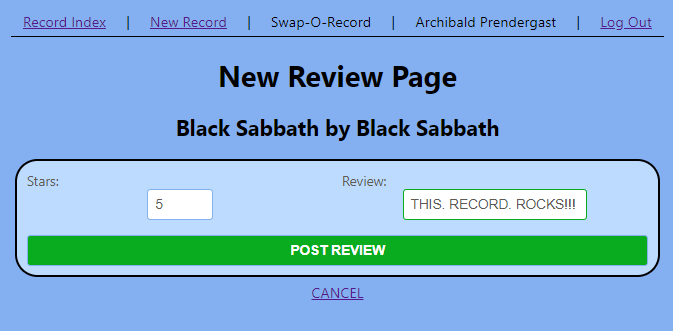 Record Index | New Record | Swap-O-Record | Archibald Prendergast | Log Out
New Review Page
Black Sabbath by Black Sabbath
Stars: Review:
5 THIS. RECORD. ROCKS!!!
POST REVIEW
CANCEL